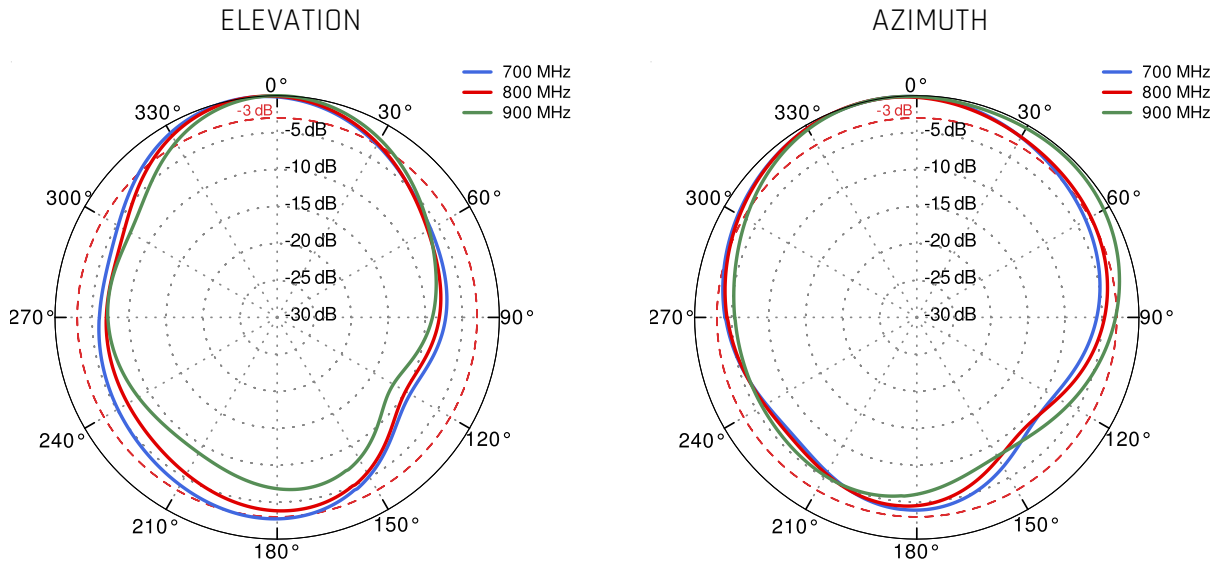 ELEVATION
0°
30°
60°
90°
120°
150°
180°
210°
240°
270°
300°
330°
-3 dB
-5 dB
-10 dB
-15 dB
-20 dB
-25 dB
-30 dB
700 MHz
800 MHz
900 MHz
AZIMUTH
0°
30°
60°
90°
120°
150°
180°
210°
240°
270°
300°
330°
-3 dB
-5 dB
-10 dB
-15 dB
-20 dB
-25 dB
-30 dB
700 MHz
800 MHz
900 MHz